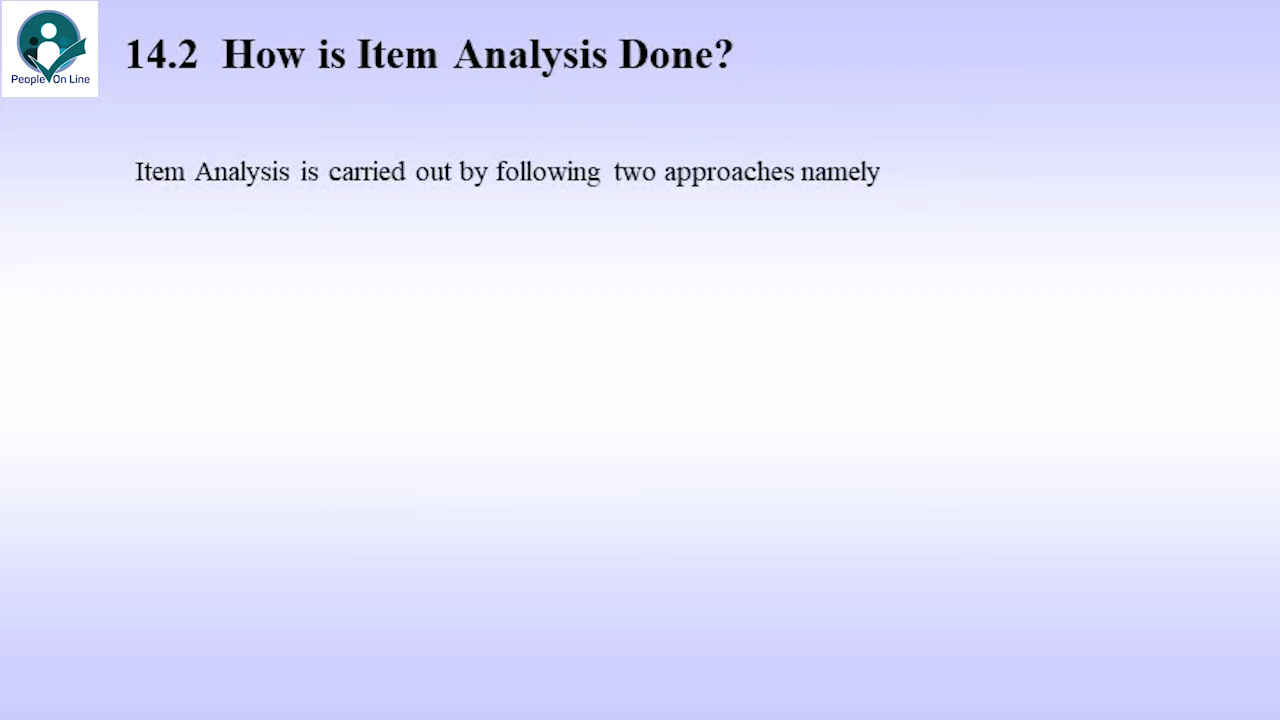 People On Line
14.2 How is Item Analysis Done?
Item Analysis is carried out by following two approaches namely